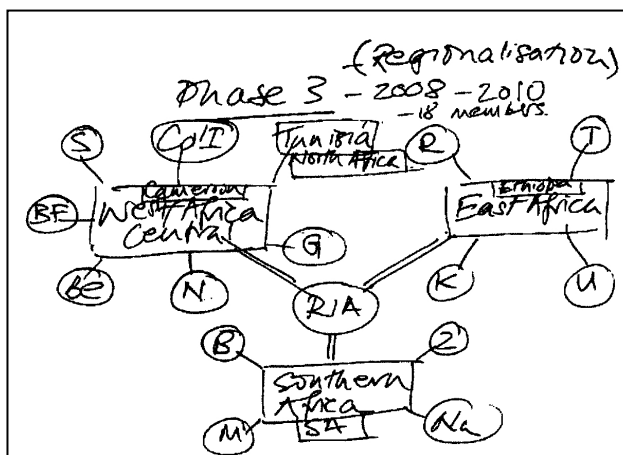 (Regionalisation)
Phase 3 - 2008 - 2010
- 18 members.
S
CdI
Tunisia
North Africa
R
T
Cameroon
Ethiopia
BF
West Africa
East Africa
Central
G
Be
N
K
U
RIA
B
Z
Southern
Africa
SA
M
Na